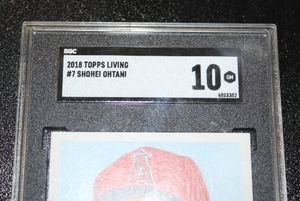 SGC
2018 TOPPS LIVING
#7 SHOHEI OHTANI
10 GM
A